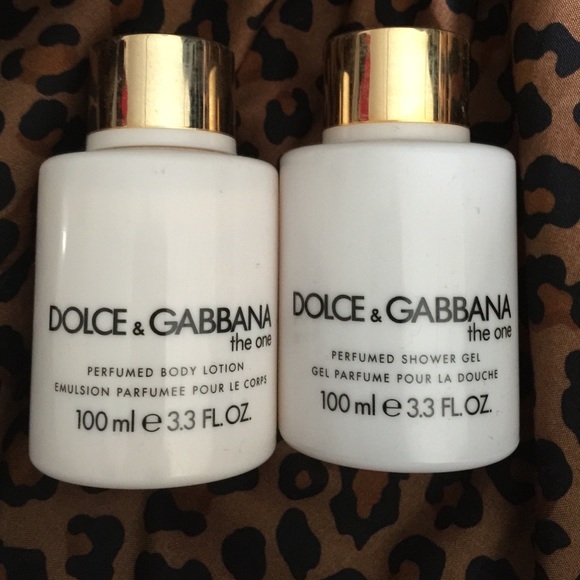 DOLCE & GABBANA
the one
PERFUMED BODY LOTION
EMULSION PARFUMEE POUR LE CORPS
100 ml e 3.3 FL.OZ.
DOLCE & GABBANA
the one
PERFUMED SHOWER GEL
GEL PARFUME POUR LA DOUCHE
100 ml e 3.3 FL.OZ.